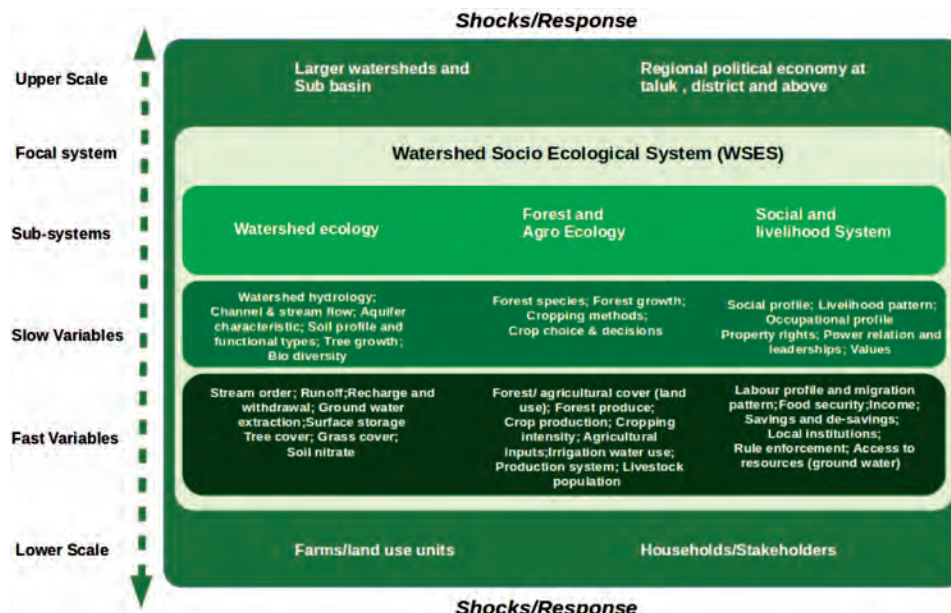 Shocks/Response
Upper Scale
Larger watersheds and
Sub basin
Regional political economy at
taluk , district and above
Focal system
Watershed Socio Ecological System (WSES)
Sub-systems
Watershed ecology
Forest and
Agro Ecology
Social and
livelihood System
Slow Variables
Watershed hydrology;
Channel & stream flow; Aquifer
characteristic; Soil profile and
functional types; Tree growth;
Bio diversity
Forest species; Forest growth;
Cropping methods;
Crop choice & decisions
Social profile; Livelihood pattern;
Occupational profile
Property rights; Power relation and
leaderships; Values
Fast Variables
Stream order; Runoff;Recharge and
withdrawal; Ground water
extraction;Surface storage
Tree cover; Grass cover;
Soil nitrate
Forest/ agricultural cover (land
use); Forest produce;
Crop production; Cropping
intensity; Agricultural
inputs;Irrigation water use;
Production system; Livestock
population
Labour profile and migration
pattern;Food security;Income;
Savings and de-savings;
Local institutions;
Rule enforcement; Access to
resources (ground water)
Lower Scale
Farms/land use units
Households/Stakeholders
Shocks/Response